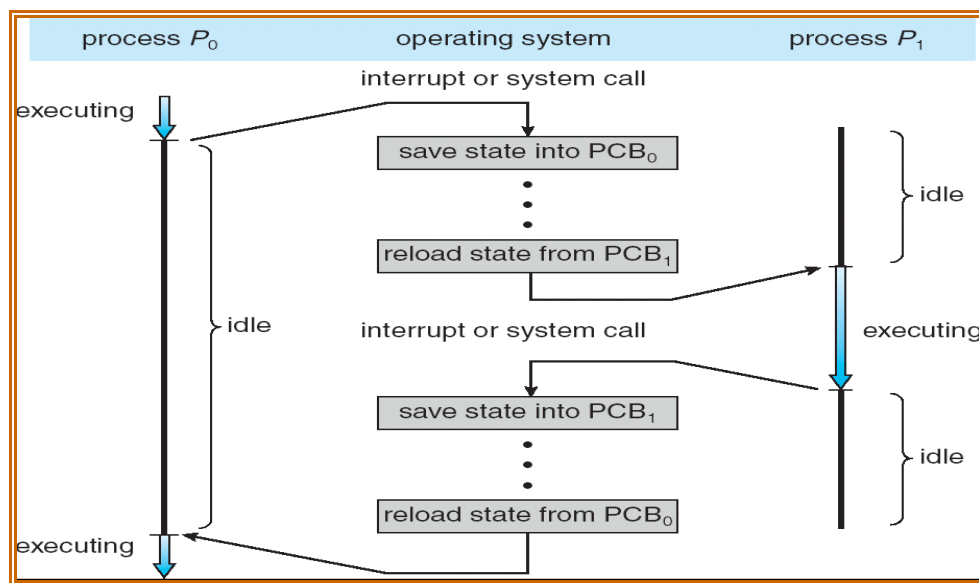 process P₀ operating system process P₁
interrupt or system call
executing
save state into PCB₀
idle
reload state from PCB₁
idle
interrupt or system call
executing
save state into PCB₁
idle
reload state from PCB₀
executing